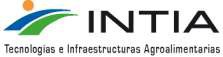 INTIA
Tecnologías e Infraestructuras Agroalimentarias